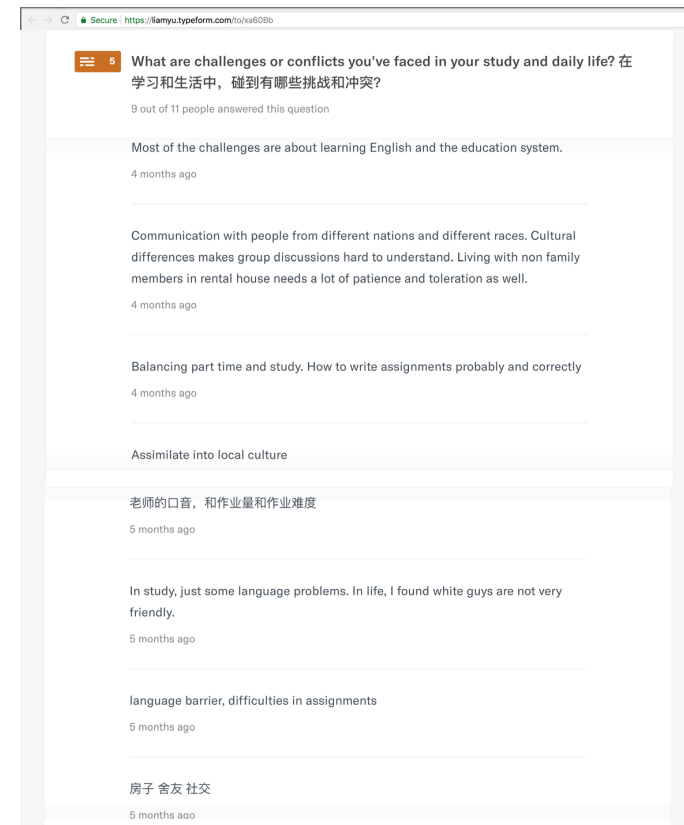 Secure | https://liamyu.typeform.com/to/xa60Bb
5 What are challenges or conflicts you've faced in your study and daily life? 在
学习和生活中，碰到有哪些挑战和冲突?
9 out of 11 people answered this question
Most of the challenges are about learning English and the education system.
4 months ago
Communication with people from different nations and different races. Cultural
differences makes group discussions hard to understand. Living with non family
members in rental house needs a lot of patience and toleration as well.
4 months ago
Balancing part time and study. How to write assignments probably and correctly
4 months ago
Assimilate into local culture
老师的口音，和作业量和作业难度
5 months ago
In study, just some language problems. In life, I found white guys are not very
friendly.
5 months ago
language barrier, difficulties in assignments
5 months ago
房子 舍友 社交
5 months ago